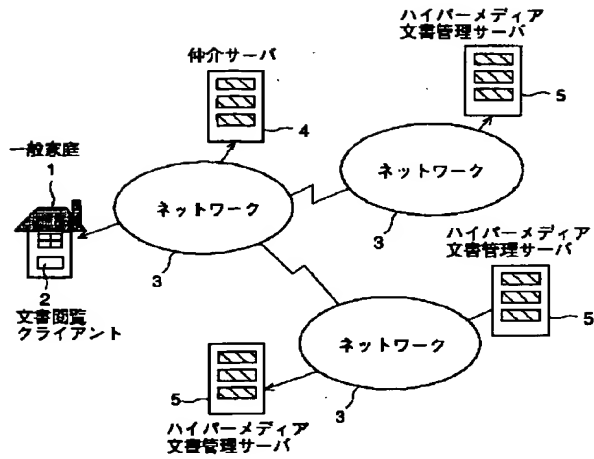 ハイパーメディア
文書管理サーバ
5
仲介サーバ
4
一般家庭
1
ネットワーク
3
ネットワーク
3
2
文書閲覧
クライアント
ハイパーメディア
文書管理サーバ
5
ネットワーク
3
5
ハイパーメディア
文書管理サーバ